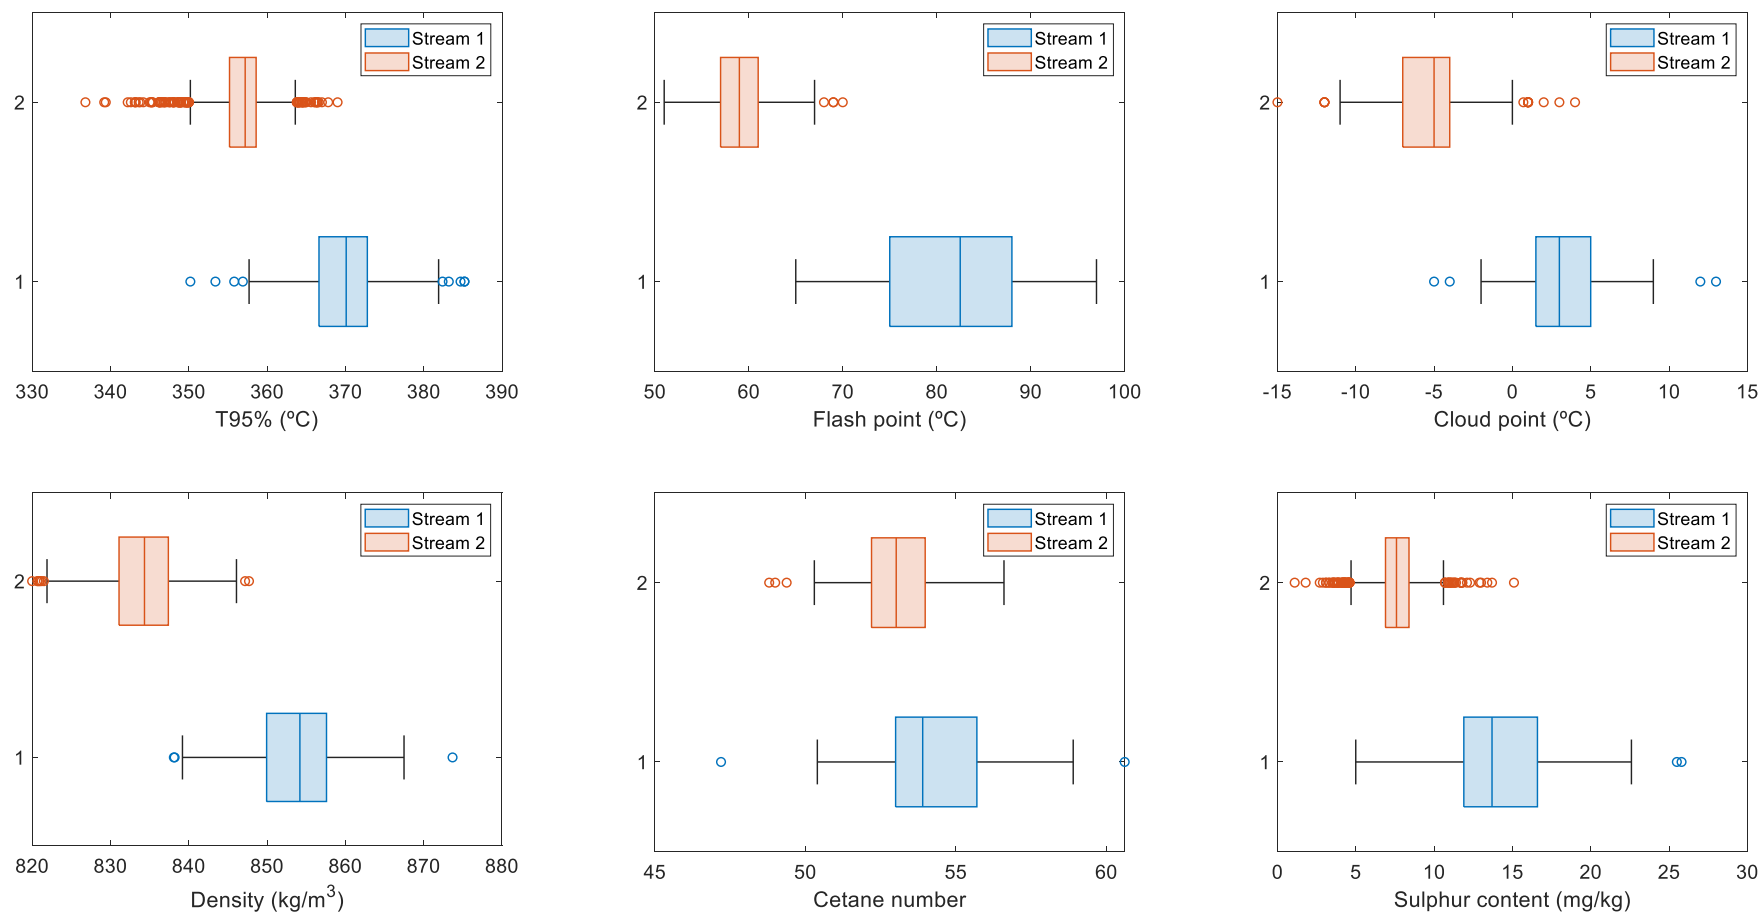 Stream 1
Stream 2
2
1
330 340 350 360 370 380 390
T95% (ºC)
Stream 1
Stream 2
2
1
50 60 70 80 90 100
Flash point (ºC)
Stream 1
Stream 2
2
1
-15 -10 -5 0 5 10 15
Cloud point (ºC)
Stream 1
Stream 2
2
1
820 830 840 850 860 870 880
Density (kg/m³)
Stream 1
Stream 2
2
1
45 50 55 60
Cetane number
Stream 1
Stream 2
2
1
0 5 10 15 20 25 30
Sulphur content (mg/kg)